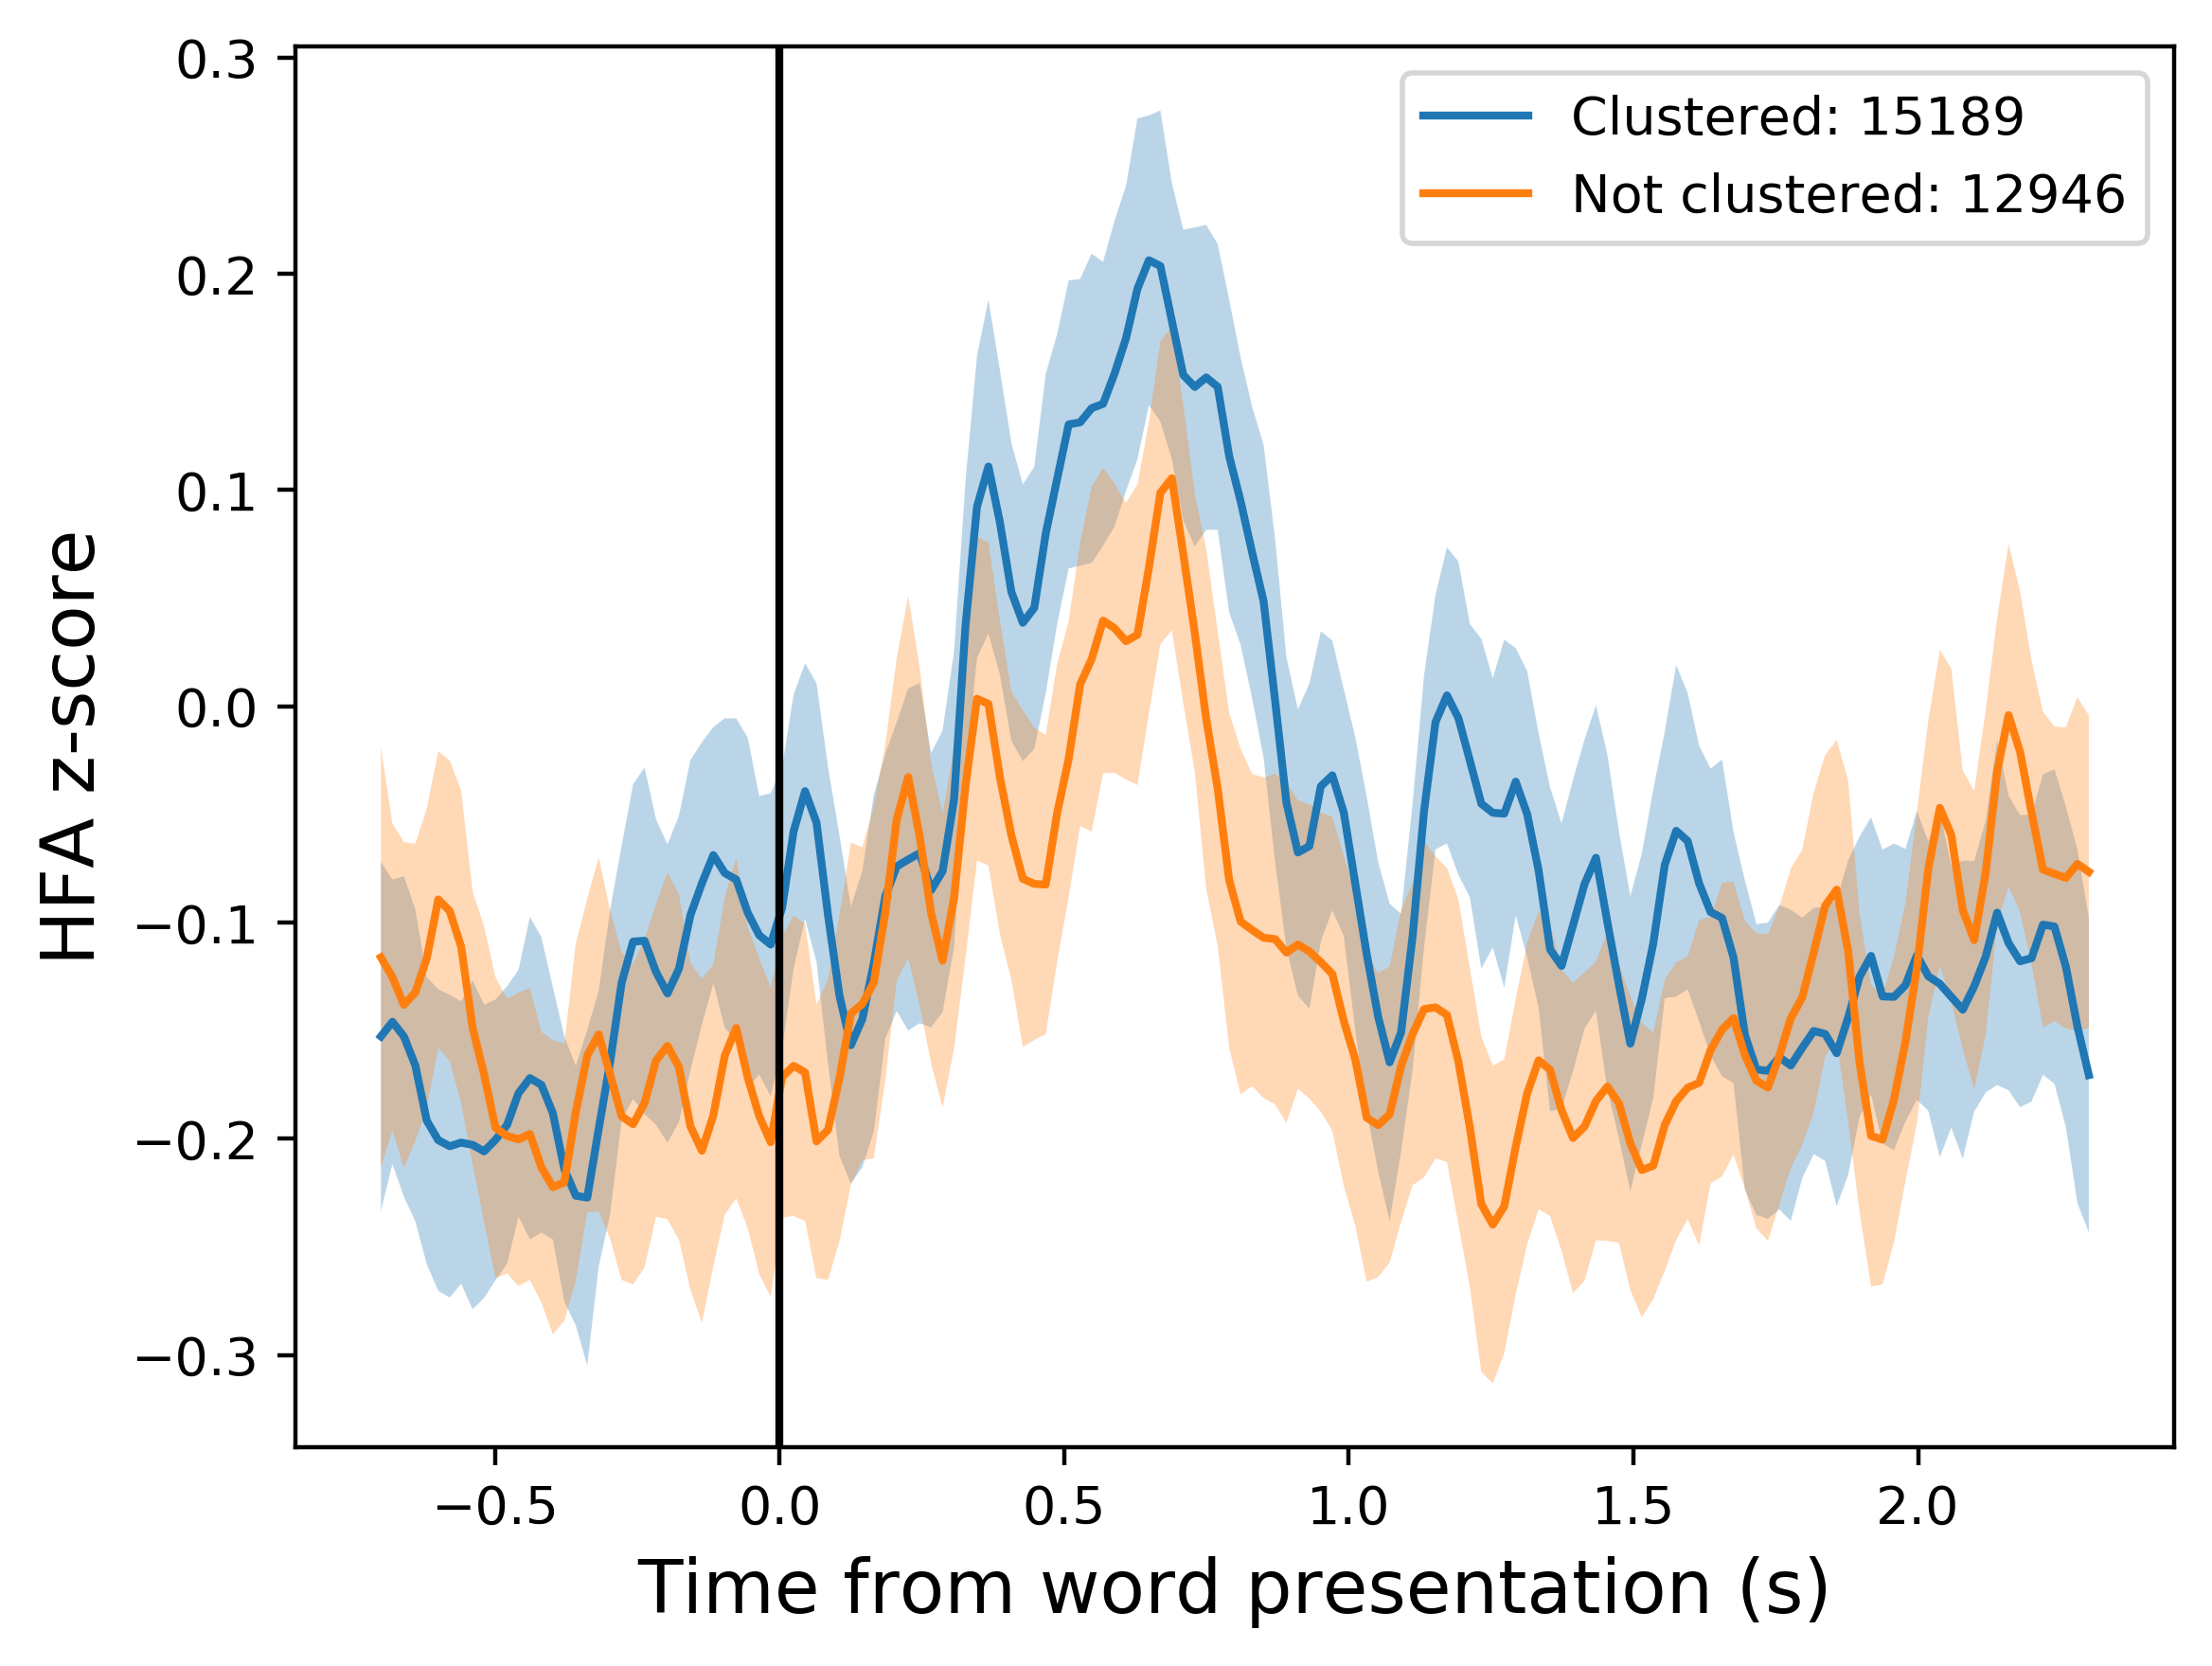 0.3
0.2
0.1
0.0
−0.1
−0.2
−0.3
HFA z-score
Clustered: 15189
Not clustered: 12946
−0.5 0.0 0.5 1.0 1.5 2.0
Time from word presentation (s)